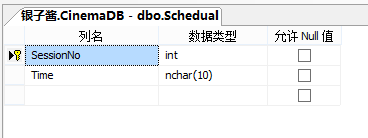 银子酱.CinemaDB - dbo.Schedual
列名 数据类型 允许 Null 值
SessionNo int
Time nchar(10)